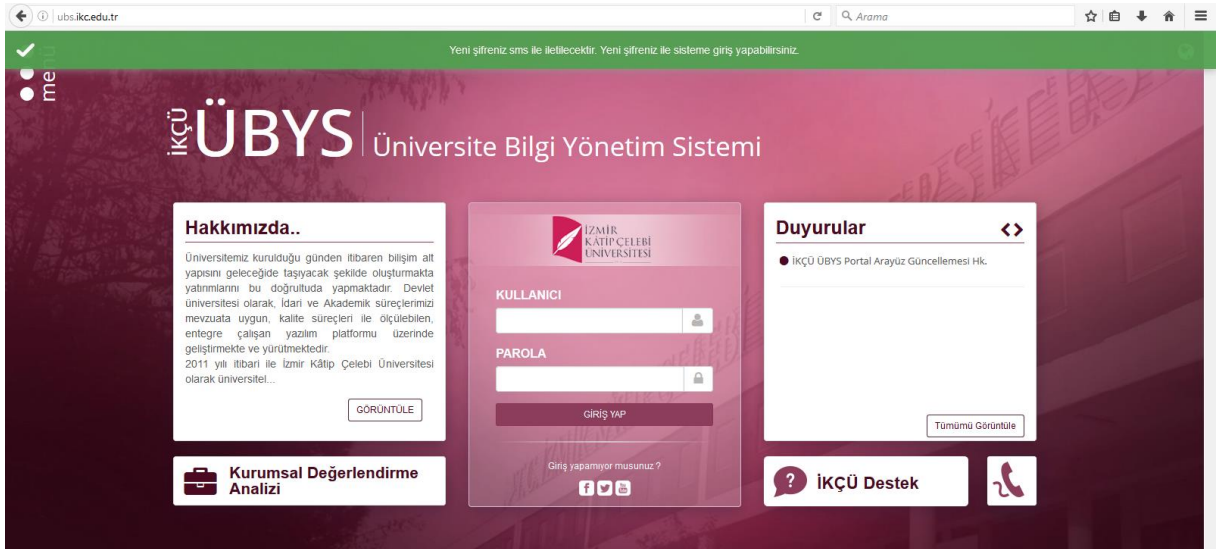 ubs.ikc.edu.tr
Arama
Yeni şifreniz sms ile iletilecektir. Yeni şifreniz ile sisteme giriş yapabilirsiniz.
menu
İKÇÜ ÜBYS Üniversite Bilgi Yönetim Sistemi
Hakkımızda..
Üniversitemiz kurulduğu günden itibaren bilişim alt
yapısını geleceğide taşıyacak şekilde oluşturmakta
yatırımlarını bu doğrultuda yapmaktadır. Devlet
üniversitesi olarak, İdari ve Akademik süreçlerimizi
mevzuata uygun, kalite süreçleri ile ölçülebilen,
entegre çalışan yazılım platformu üzerinde
geliştirmekte ve yürütmektedir.
2011 yılı itibari ile İzmir Kâtip Çelebi Üniversitesi
olarak üniversitel...
GÖRÜNTÜLE
Kurumsal Değerlendirme
Analizi
İZMİR
KÂTİP ÇELEBİ
ÜNİVERSİTESİ
KULLANICI
PAROLA
GİRİŞ YAP
Giriş yapamıyor musunuz ?
Duyurular
İKÇÜ ÜBYS Portal Arayüz Güncellemesi Hk.
Tümümü Görüntüle
İKÇÜ Destek